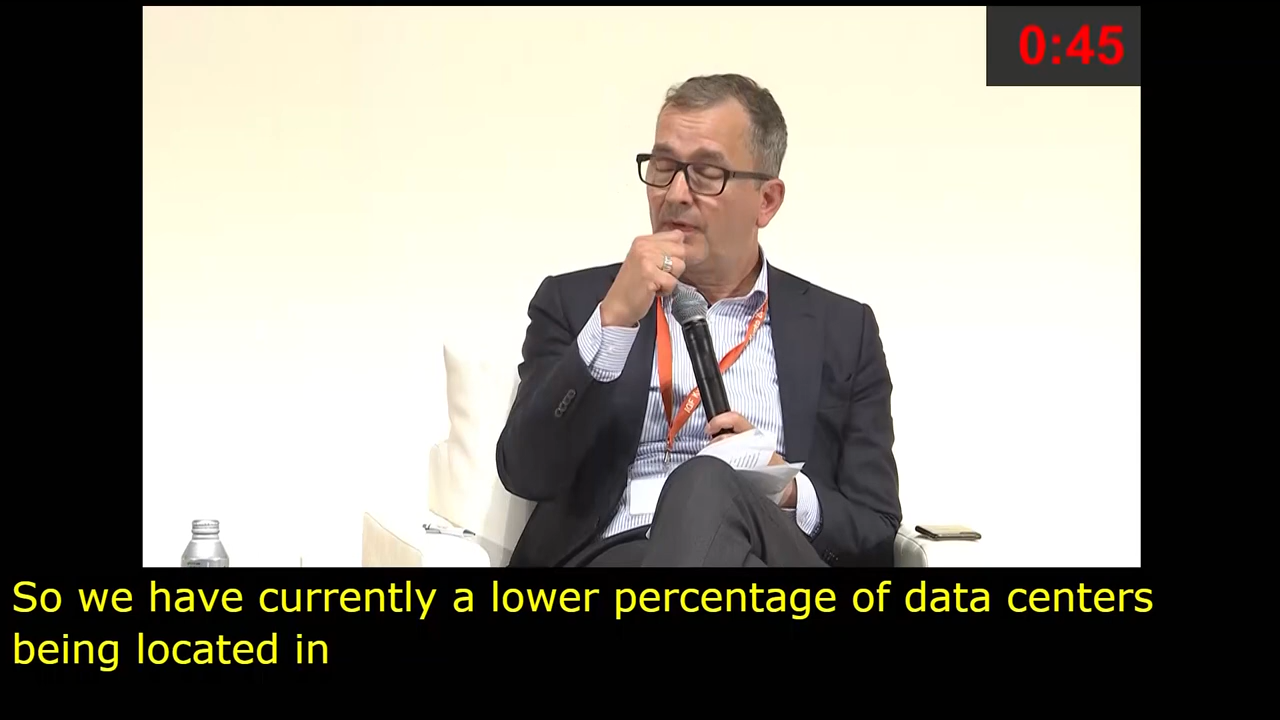 0:45
So we have currently a lower percentage of data centers
being located in